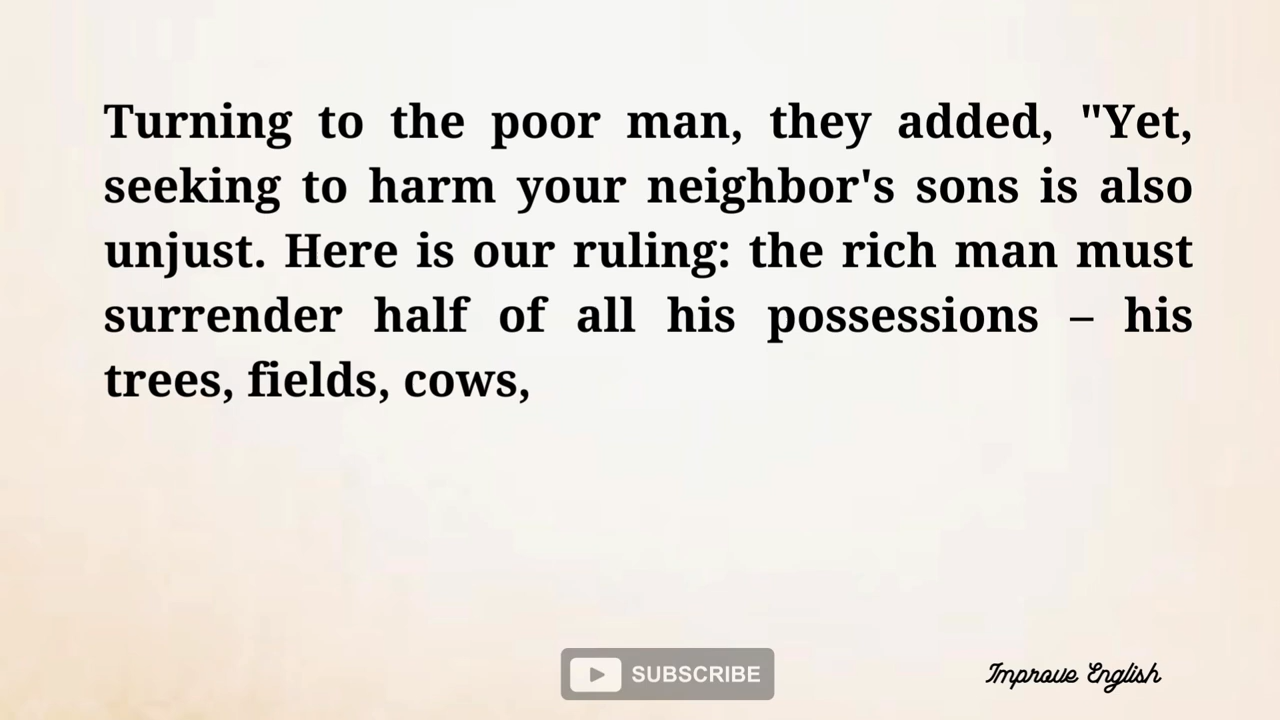 Turning to the poor man, they added, "Yet,
seeking to harm your neighbor's sons is also
unjust. Here is our ruling: the rich man must
surrender half of all his possessions – his
trees, fields, cows,
SUBSCRIBE
Improve English